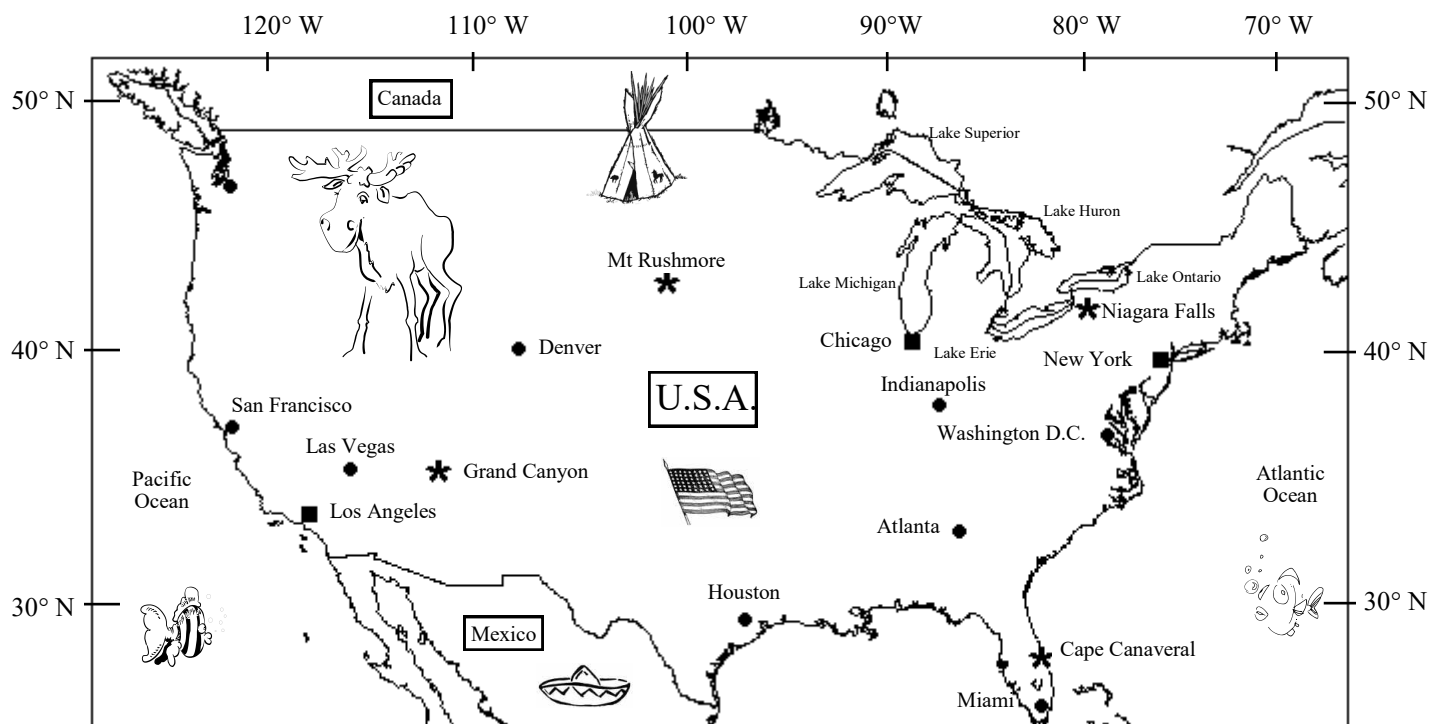 120° W 110° W 100° W 90°W 80° W 70° W
50° N Canada 50° N
Lake Superior
Lake Huron
Mt Rushmore
Lake Michigan Lake Ontario
Niagara Falls
Chicago
40° N Denver Lake Erie New York 40° N
Indianapolis
U.S.A.
San Francisco
Washington D.C.
Las Vegas
Grand Canyon
Pacific
Ocean
Atlantic
Ocean
Los Angeles
Atlanta
Houston
30° N 30° N
Mexico
Cape Canaveral
Miami